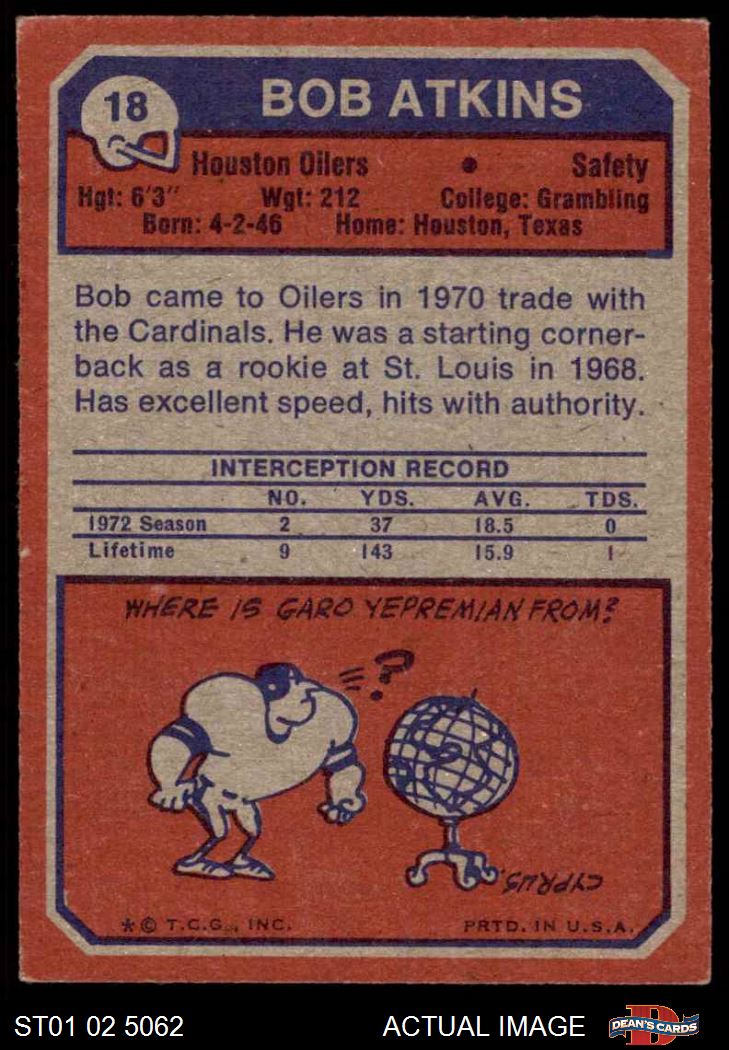 18
BOB ATKINS
Houston Oilers • Safety
Hgt: 6'3" Wgt: 212 College: Grambling
Born: 4-2-46 Home: Houston, Texas
Bob came to Oilers in 1970 trade with
the Cardinals. He was a starting corner-
back as a rookie at St. Louis in 1968.
Has excellent speed, hits with authority.
INTERCEPTION RECORD
NO. YDS. AVG. TDS.
1972 Season 2 37 18.5 0
Lifetime 9 143 15.9 1
WHERE IS GARO YEPREMIAN FROM?
?
CYPRUS.
* © T.C.G., INC. PRTD. IN U.S.A.
ST01 02 5062 ACTUAL IMAGE D DEAN'S CARDS